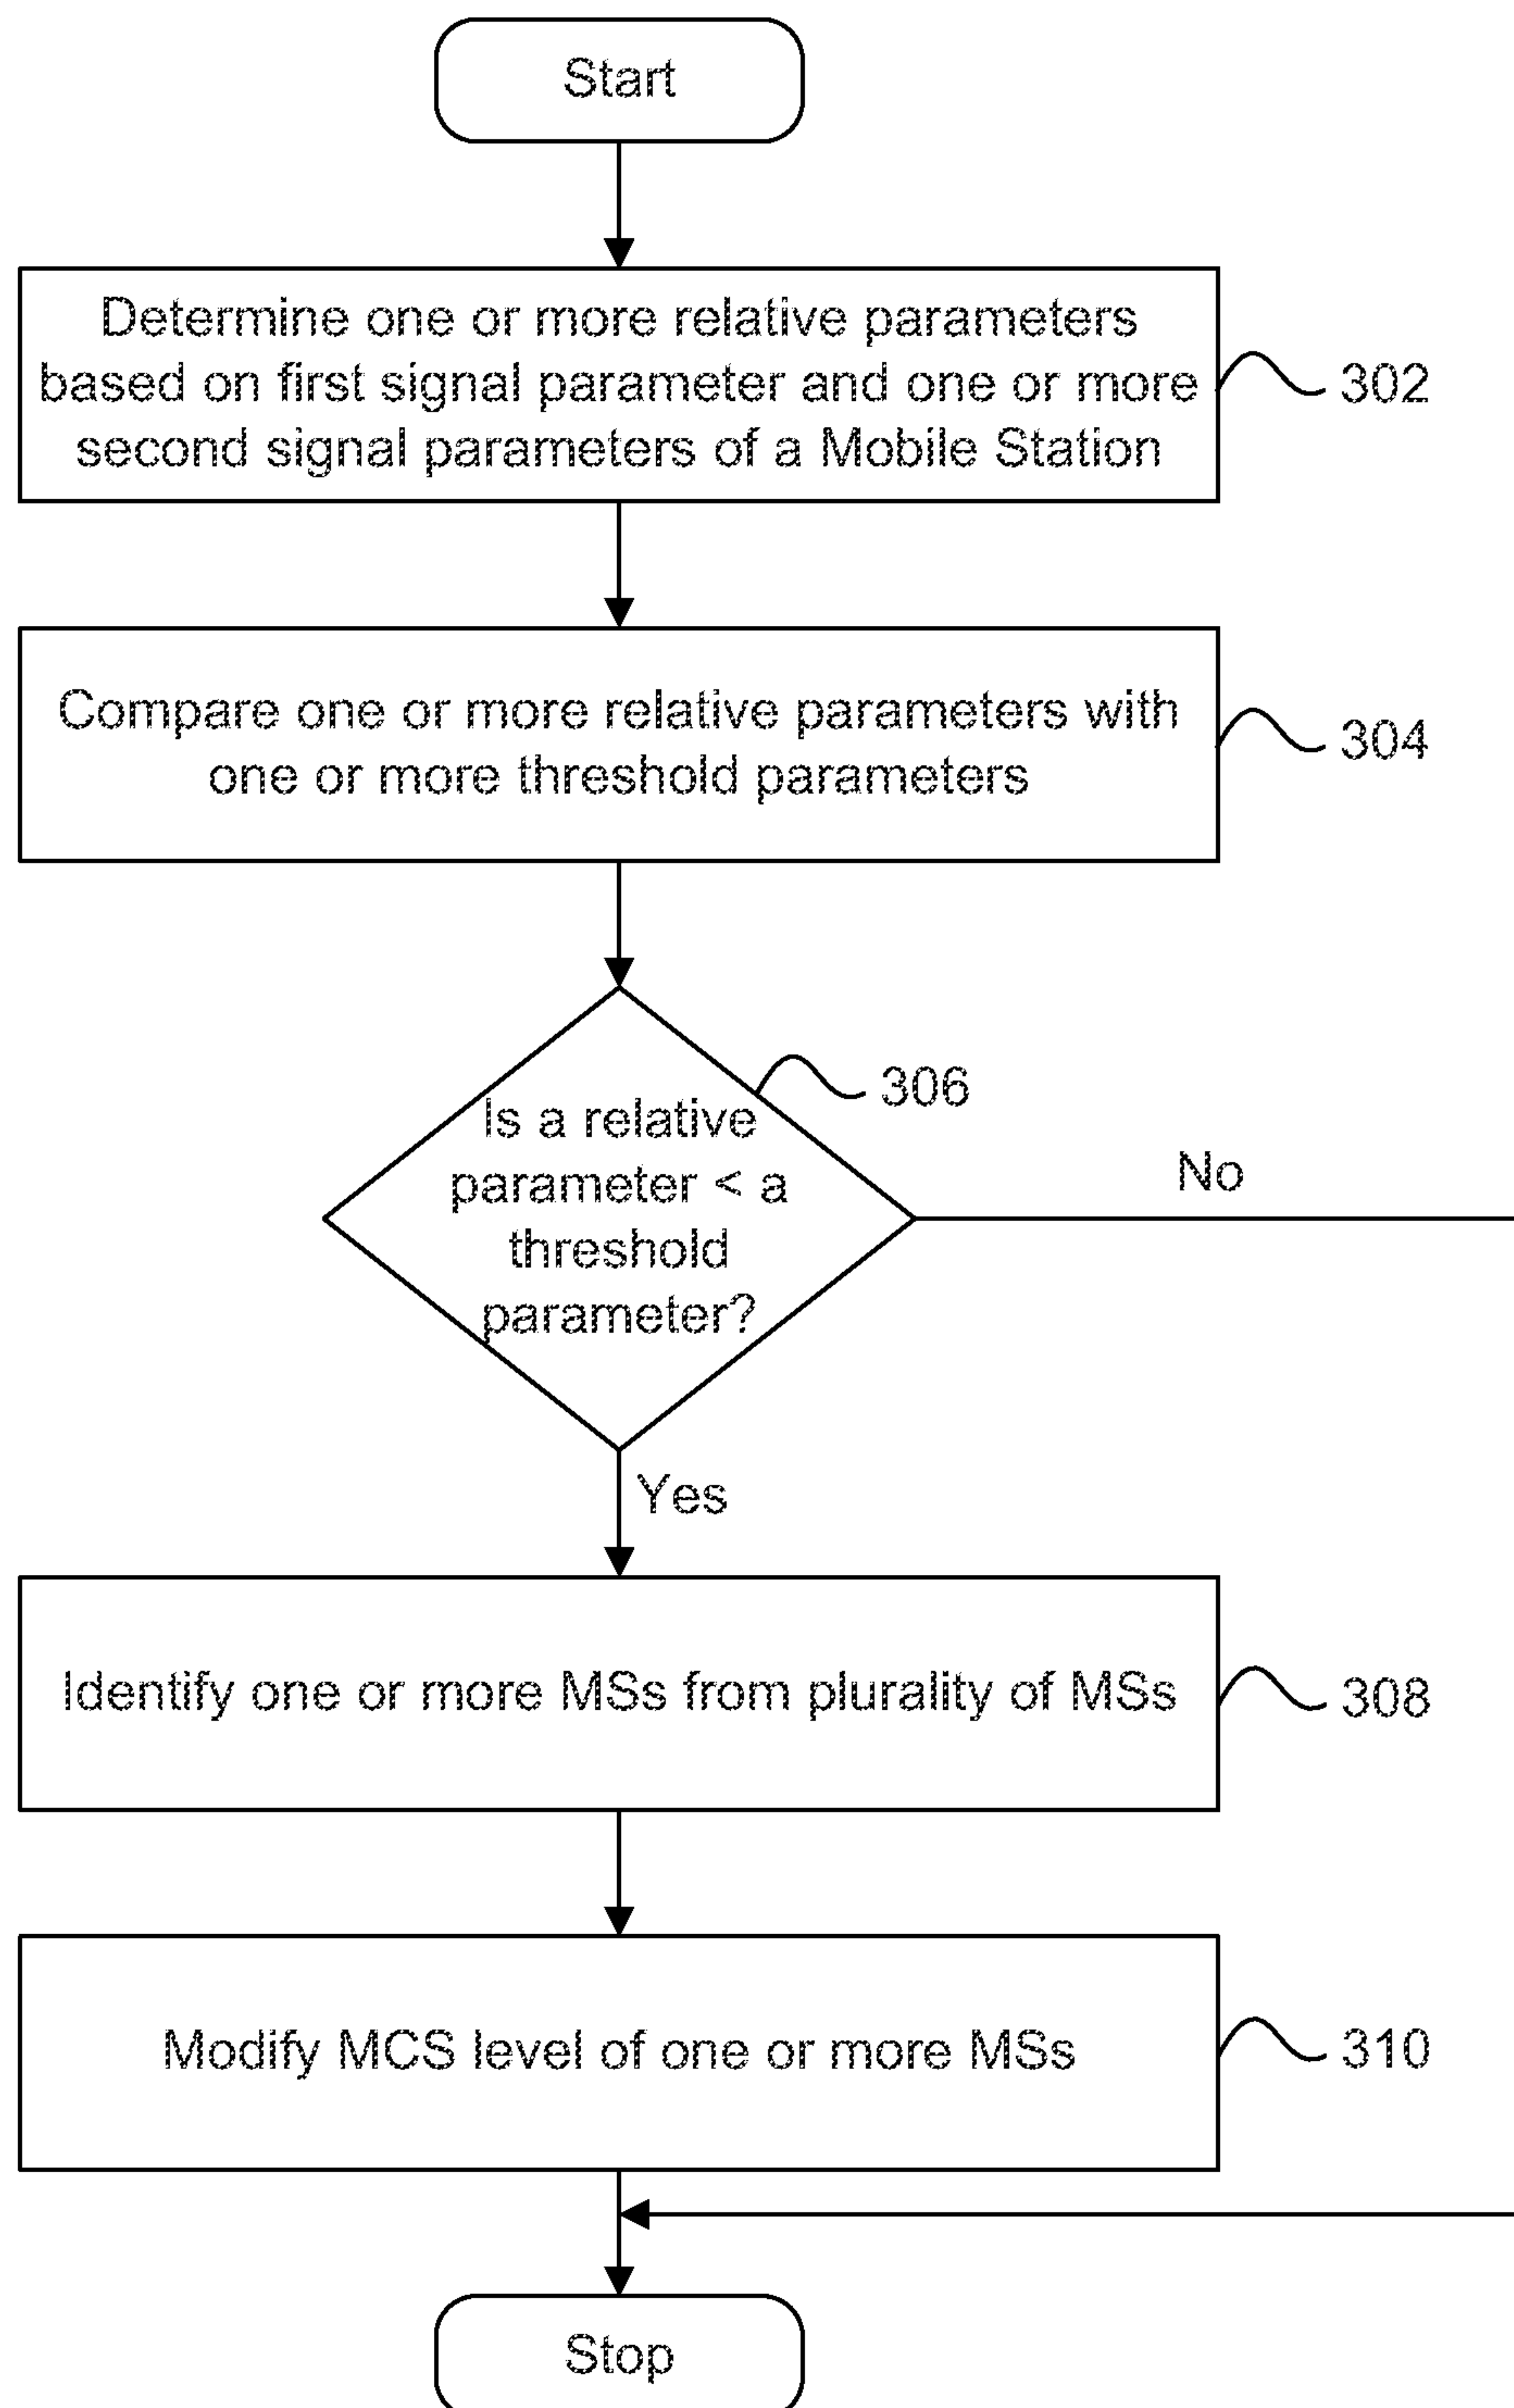 Start
Determine one or more relative parameters
based on first signal parameter and one or more
second signal parameters of a Mobile Station
302
Compare one or more relative parameters with
one or more threshold parameters
304
306
Is a relative
parameter < a
threshold
parameter?
No
Yes
Identify one or more MSs from plurality of MSs
308
Modify MCS level of one or more MSs
310
Stop